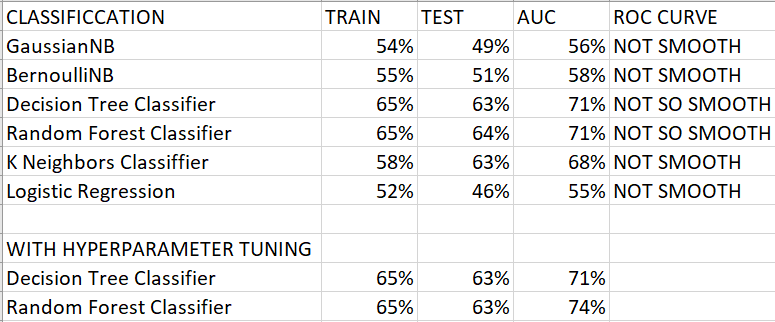 CLASSIFICCATION TRAIN TEST AUC ROC CURVE
GaussianNB 54% 49% 56% NOT SMOOTH
BernoulliNB 55% 51% 58% NOT SMOOTH
Decision Tree Classifier 65% 63% 71% NOT SO SMOOTH
Random Forest Classifier 65% 64% 71% NOT SO SMOOTH
K Neighbors Classiffier 58% 63% 68% NOT SMOOTH
Logistic Regression 52% 46% 55% NOT SMOOTH
WITH HYPERPARAMETER TUNING
Decision Tree Classifier 65% 63% 71%
Random Forest Classifier 65% 63% 74%